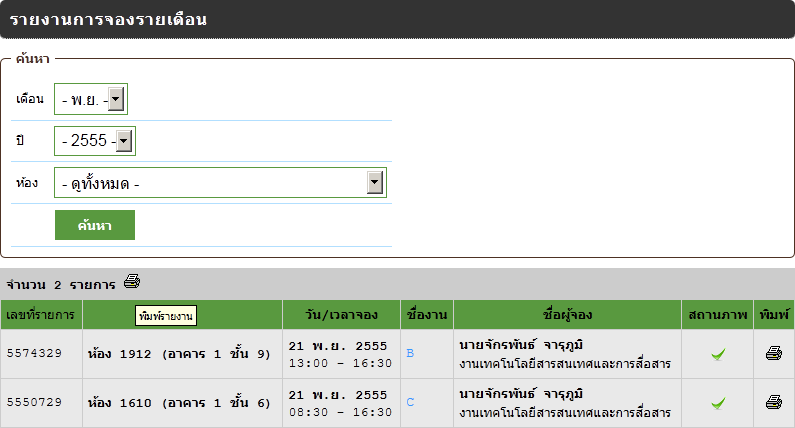 รายงานการจองรายเดือน
ค้นหา
เดือน - พ.ย. -
ปี - 2555 -
ห้อง - ดูทั้งหมด -
ค้นหา
จำนวน 2 รายการ
เลขที่รายการ พิมพ์รายงาน วัน/เวลาจอง ชื่องาน ชื่อผู้จอง สถานภาพ พิมพ์
5574329 ห้อง 1912 (อาคาร 1 ชั้น 9) 21 พ.ย. 2555 B นายจักรพันธ์ จารุภูมิ
13:00 - 16:30 งานเทคโนโลยีสารสนเทศและการสื่อสาร
5550729 ห้อง 1610 (อาคาร 1 ชั้น 6) 21 พ.ย. 2555 C นายจักรพันธ์ จารุภูมิ
08:30 - 16:30 งานเทคโนโลยีสารสนเทศและการสื่อสาร